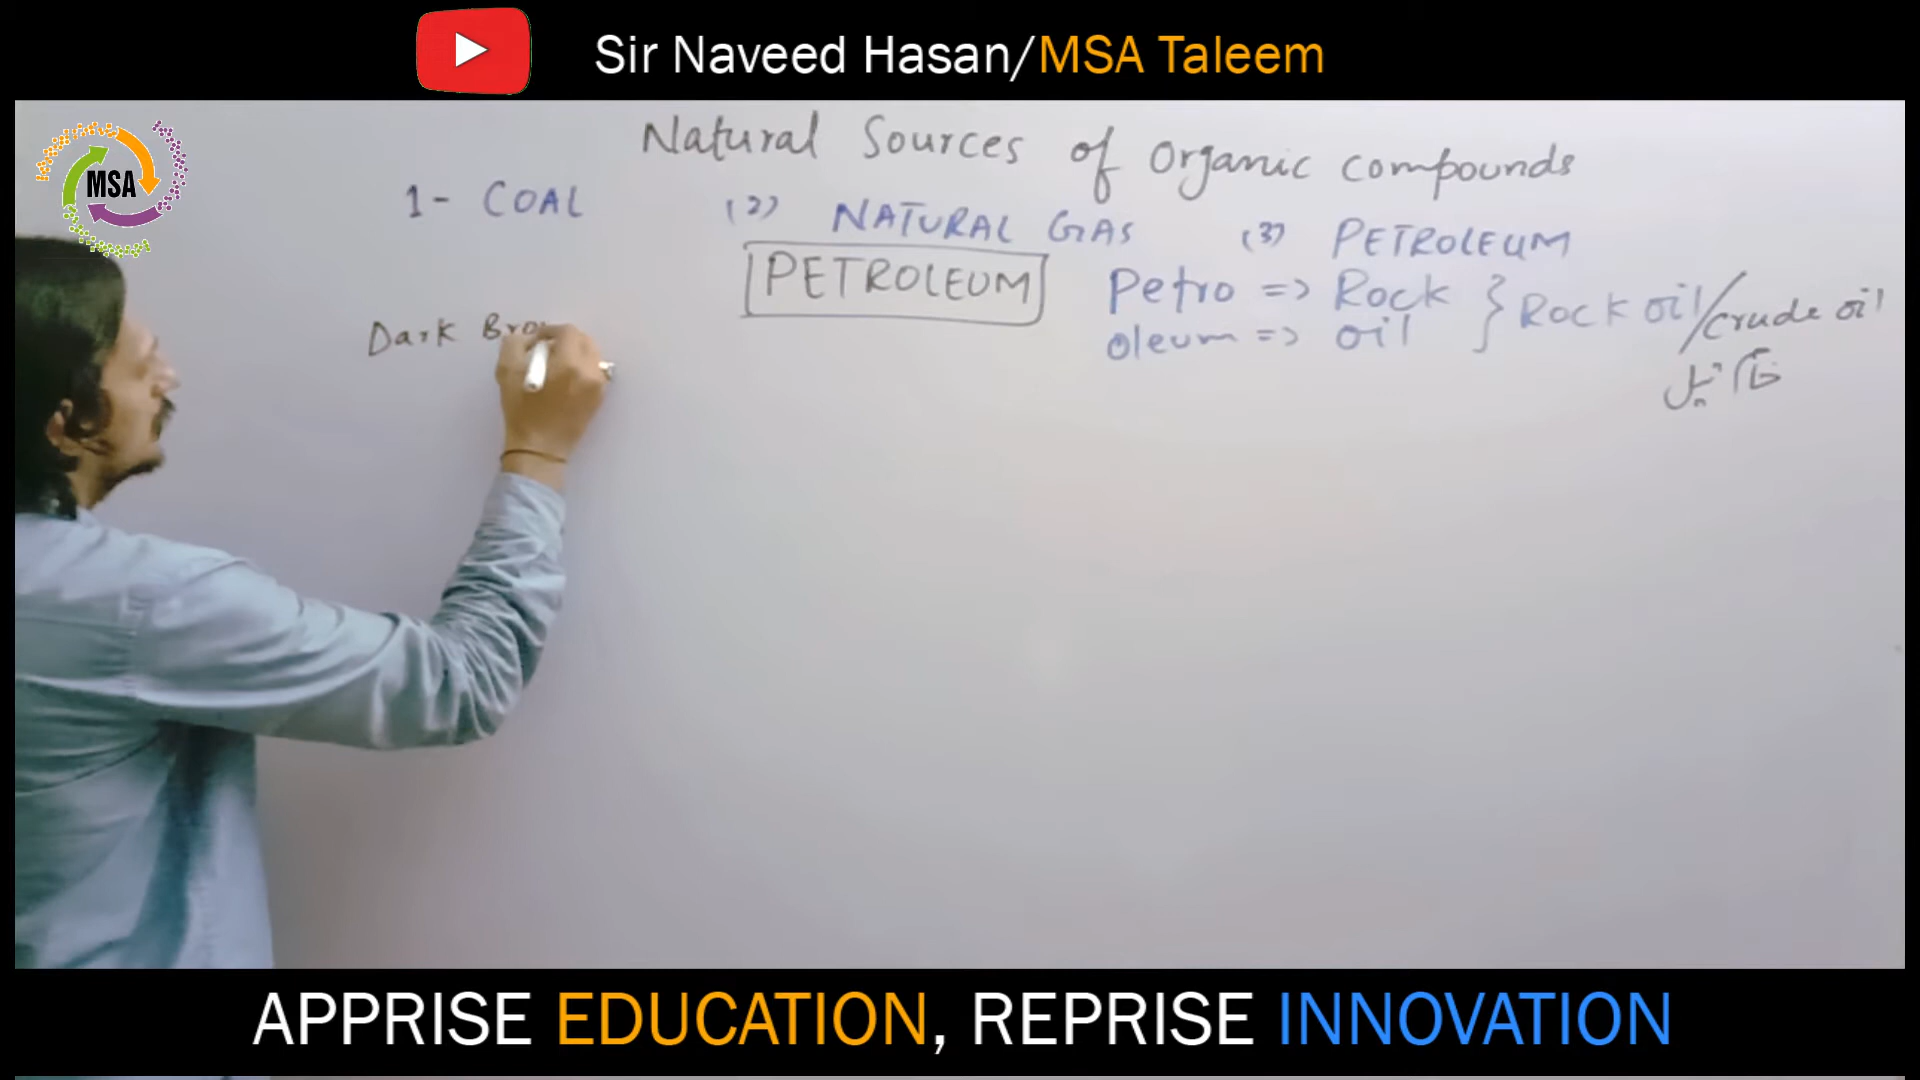 Sir Naveed Hasan/MSA Taleem
MSA
Natural Sources of Organic compounds
1- COAL (2) NATURAL GAS (3) PETROLEUM
PETROLEUM
Petro => Rock } Rock oil/crude oil
oleum => oil
خام تیل
Dark Bro
APPRISE EDUCATION, REPRISE INNOVATION